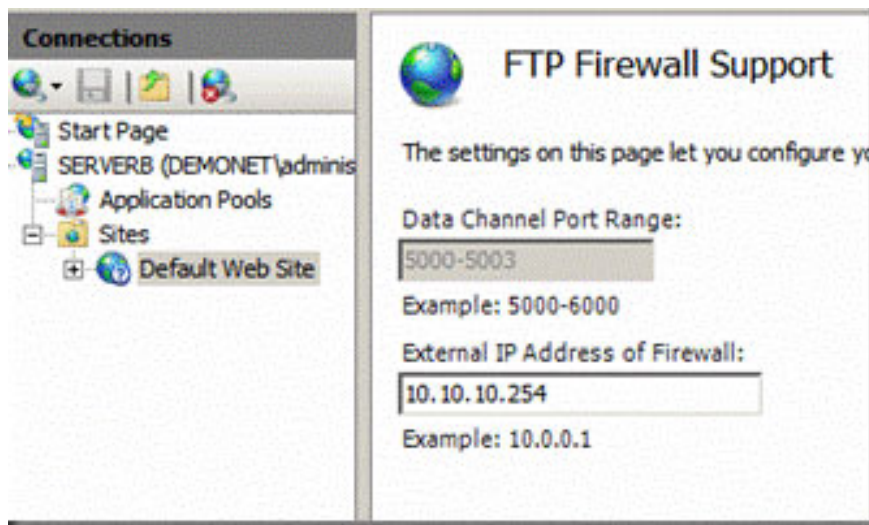 Connections
Start Page
SERVERB (DEMONET\adminis
Application Pools
Sites
Default Web Site
FTP Firewall Support
The settings on this page let you configure yo
Data Channel Port Range:
5000-5003
Example: 5000-6000
External IP Address of Firewall:
10.10.10.254
Example: 10.0.0.1